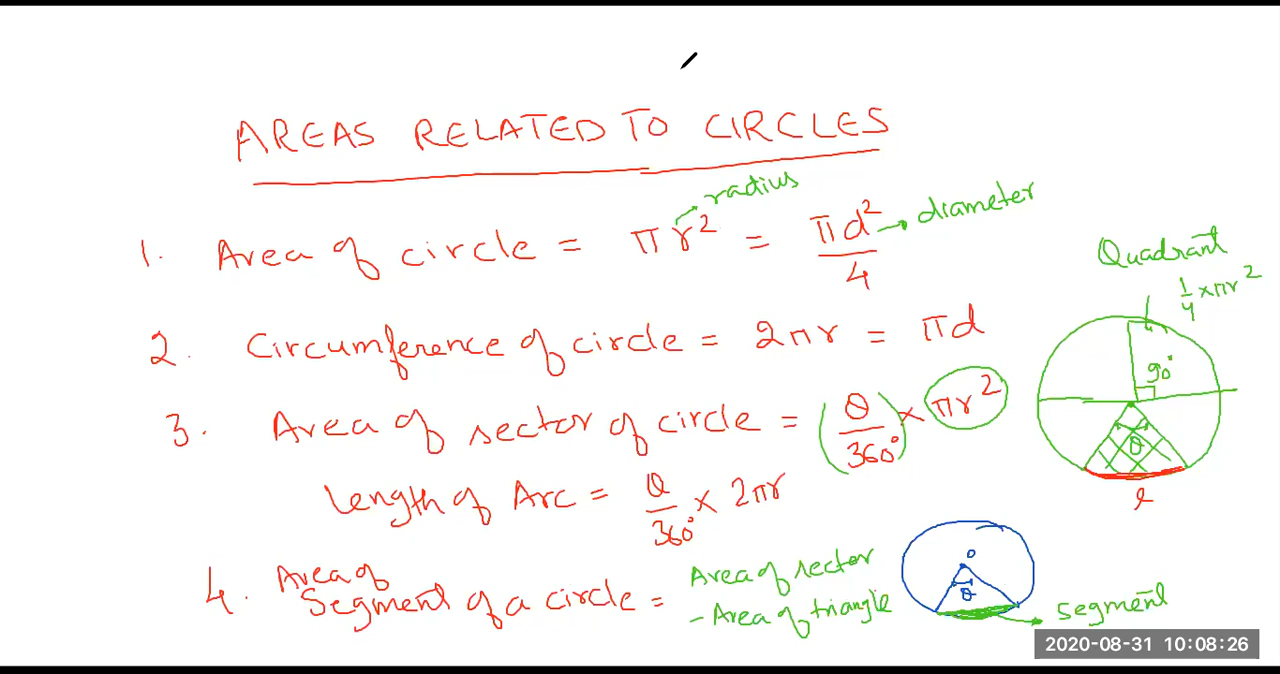 AREAS RELATED TO CIRCLES
radius
1. Area of circle = πr² = πd²/4
diameter
Quadrant
1/4 × πr²
2. Circumference of circle = 2πr = πd
90°
3. Area of sector of circle = (θ/360°) × πr²
θ
length of Arc = θ/360° × 2πr
l
4. Area of
Segment of a circle = Area of sector
- Area of triangle
O
θ
segment
2020-08-31 10:08:26